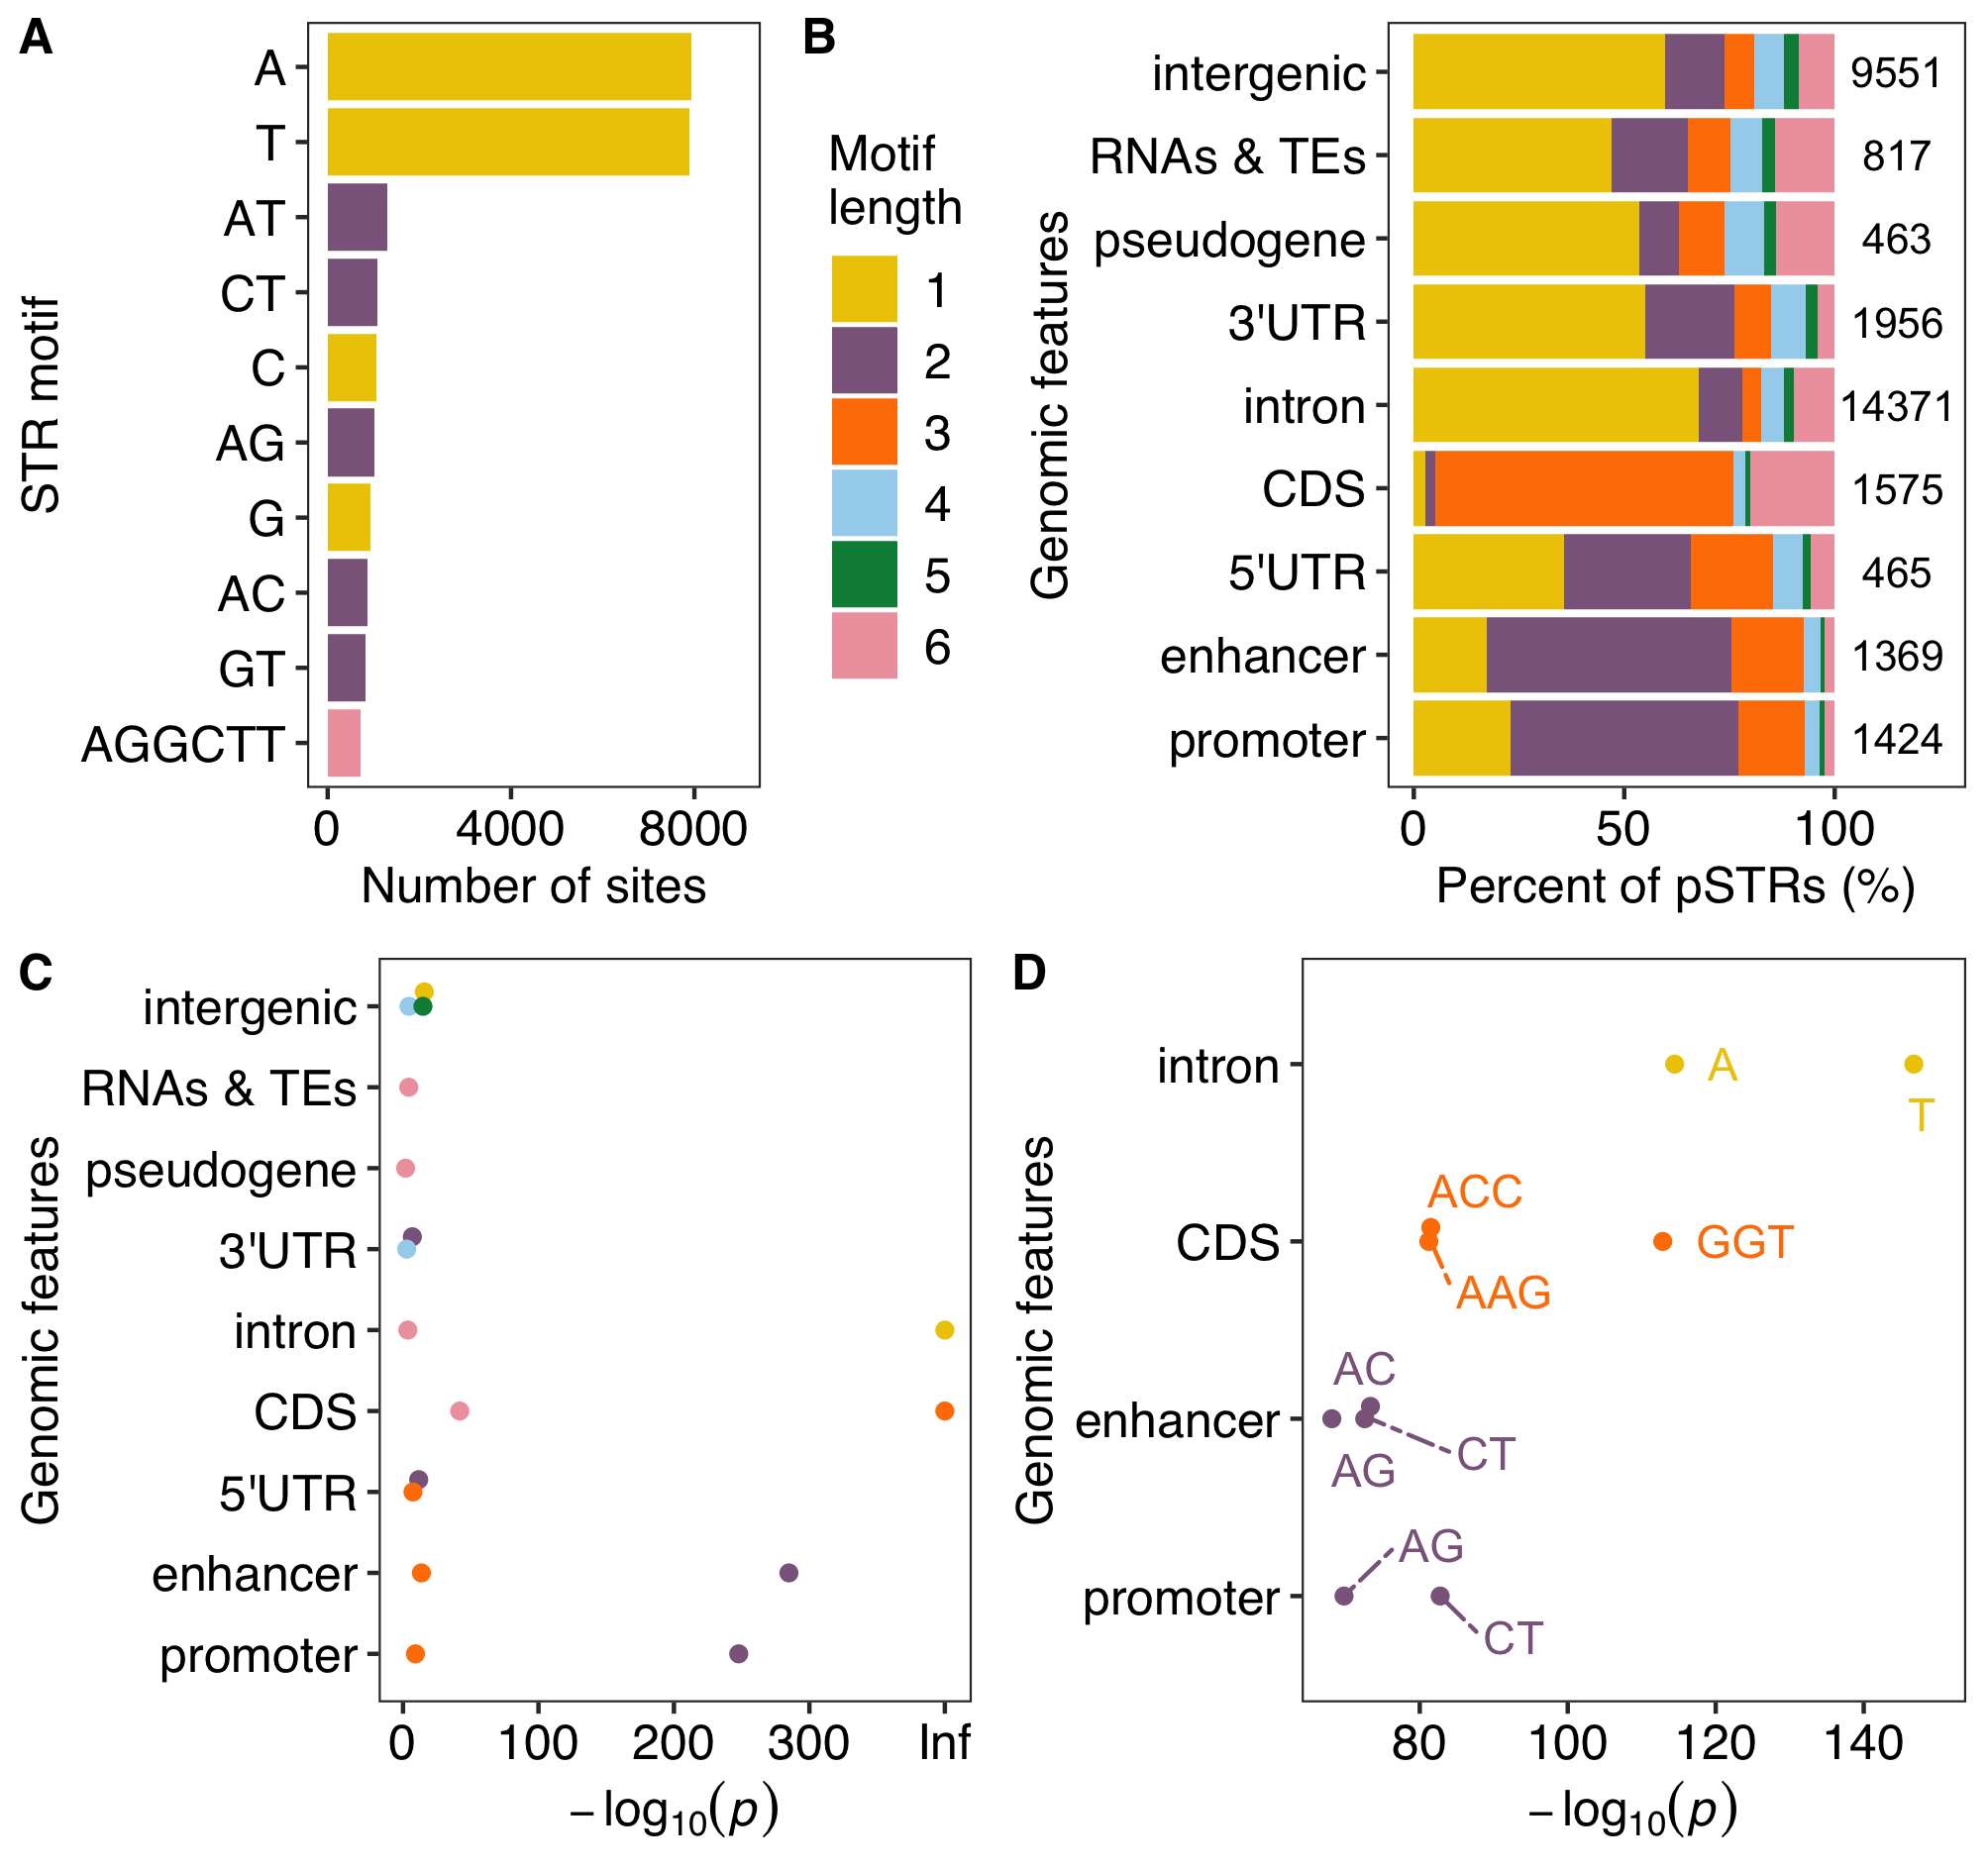 A
STR motif
A
T
AT
CT
C
AG
G
AC
GT
AGGCTT
0 4000 8000
Number of sites
Motif
length
1
2
3
4
5
6
B
Genomic features
intergenic 9551
RNAs & TEs 817
pseudogene 463
3'UTR 1956
intron 14371
CDS 1575
5'UTR 465
enhancer 1369
promoter 1424
0 50 100
Percent of pSTRs (%)
C
Genomic features
intergenic
RNAs & TEs
pseudogene
3'UTR
intron
CDS
5'UTR
enhancer
promoter
0 100 200 300 Inf
−log10(p)
D
Genomic features
intron
A
T
CDS
ACC
GGT
AAG
enhancer
AC
CT
AG
promoter
AG
CT
80 100 120 140
−log10(p)